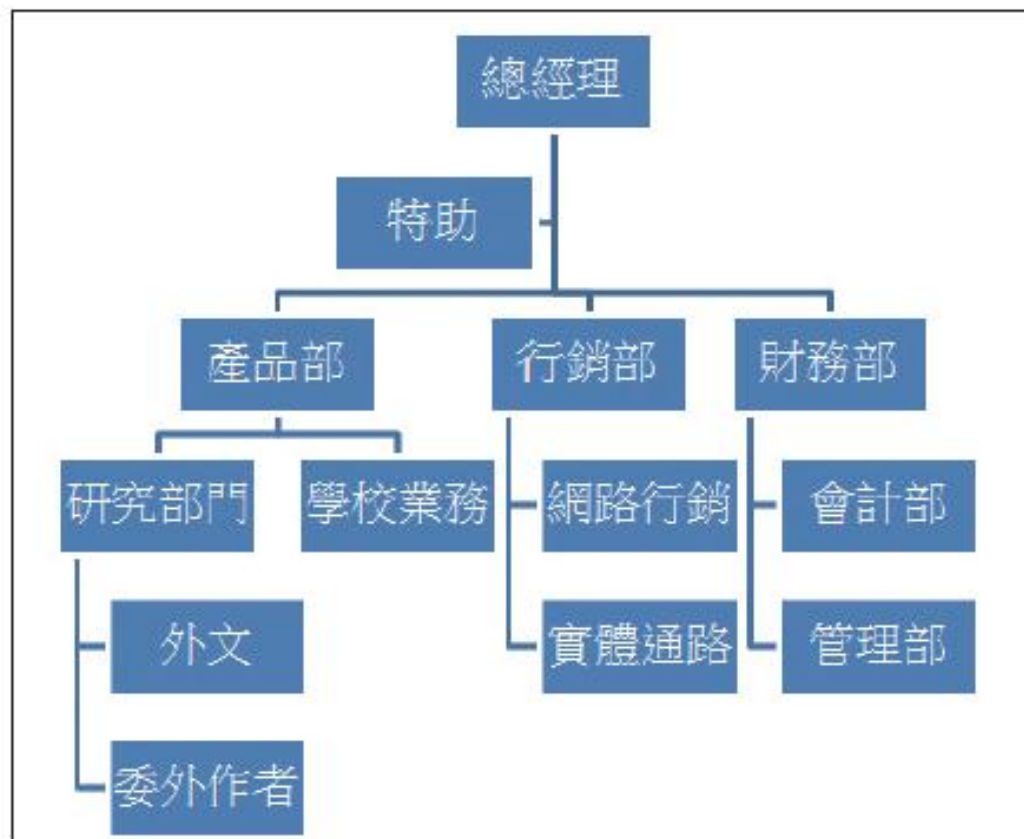 總經理
特助
產品部
行銷部
財務部
研究部門
學校業務
網路行銷
會計部
外文
實體通路
管理部
委外作者